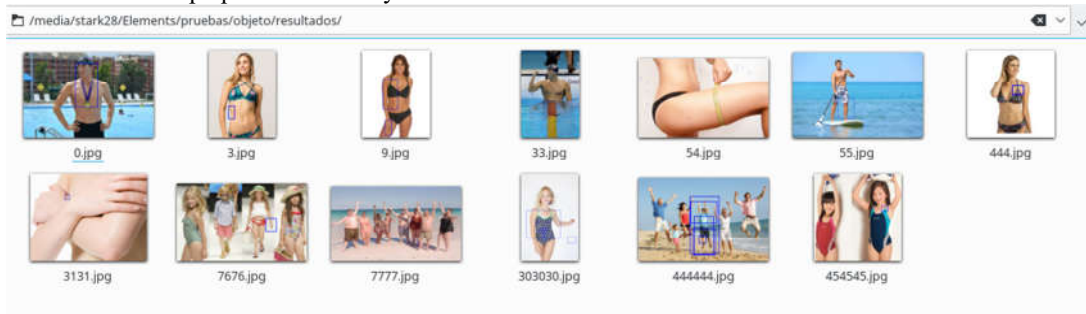 /media/stark28/Elements/pruebas/objeto/resultados/
0.jpg
3.jpg
9.jpg
33.jpg
54.jpg
55.jpg
444.jpg
3131.jpg
7676.jpg
7777.jpg
303030.jpg
444444.jpg
454545.jpg